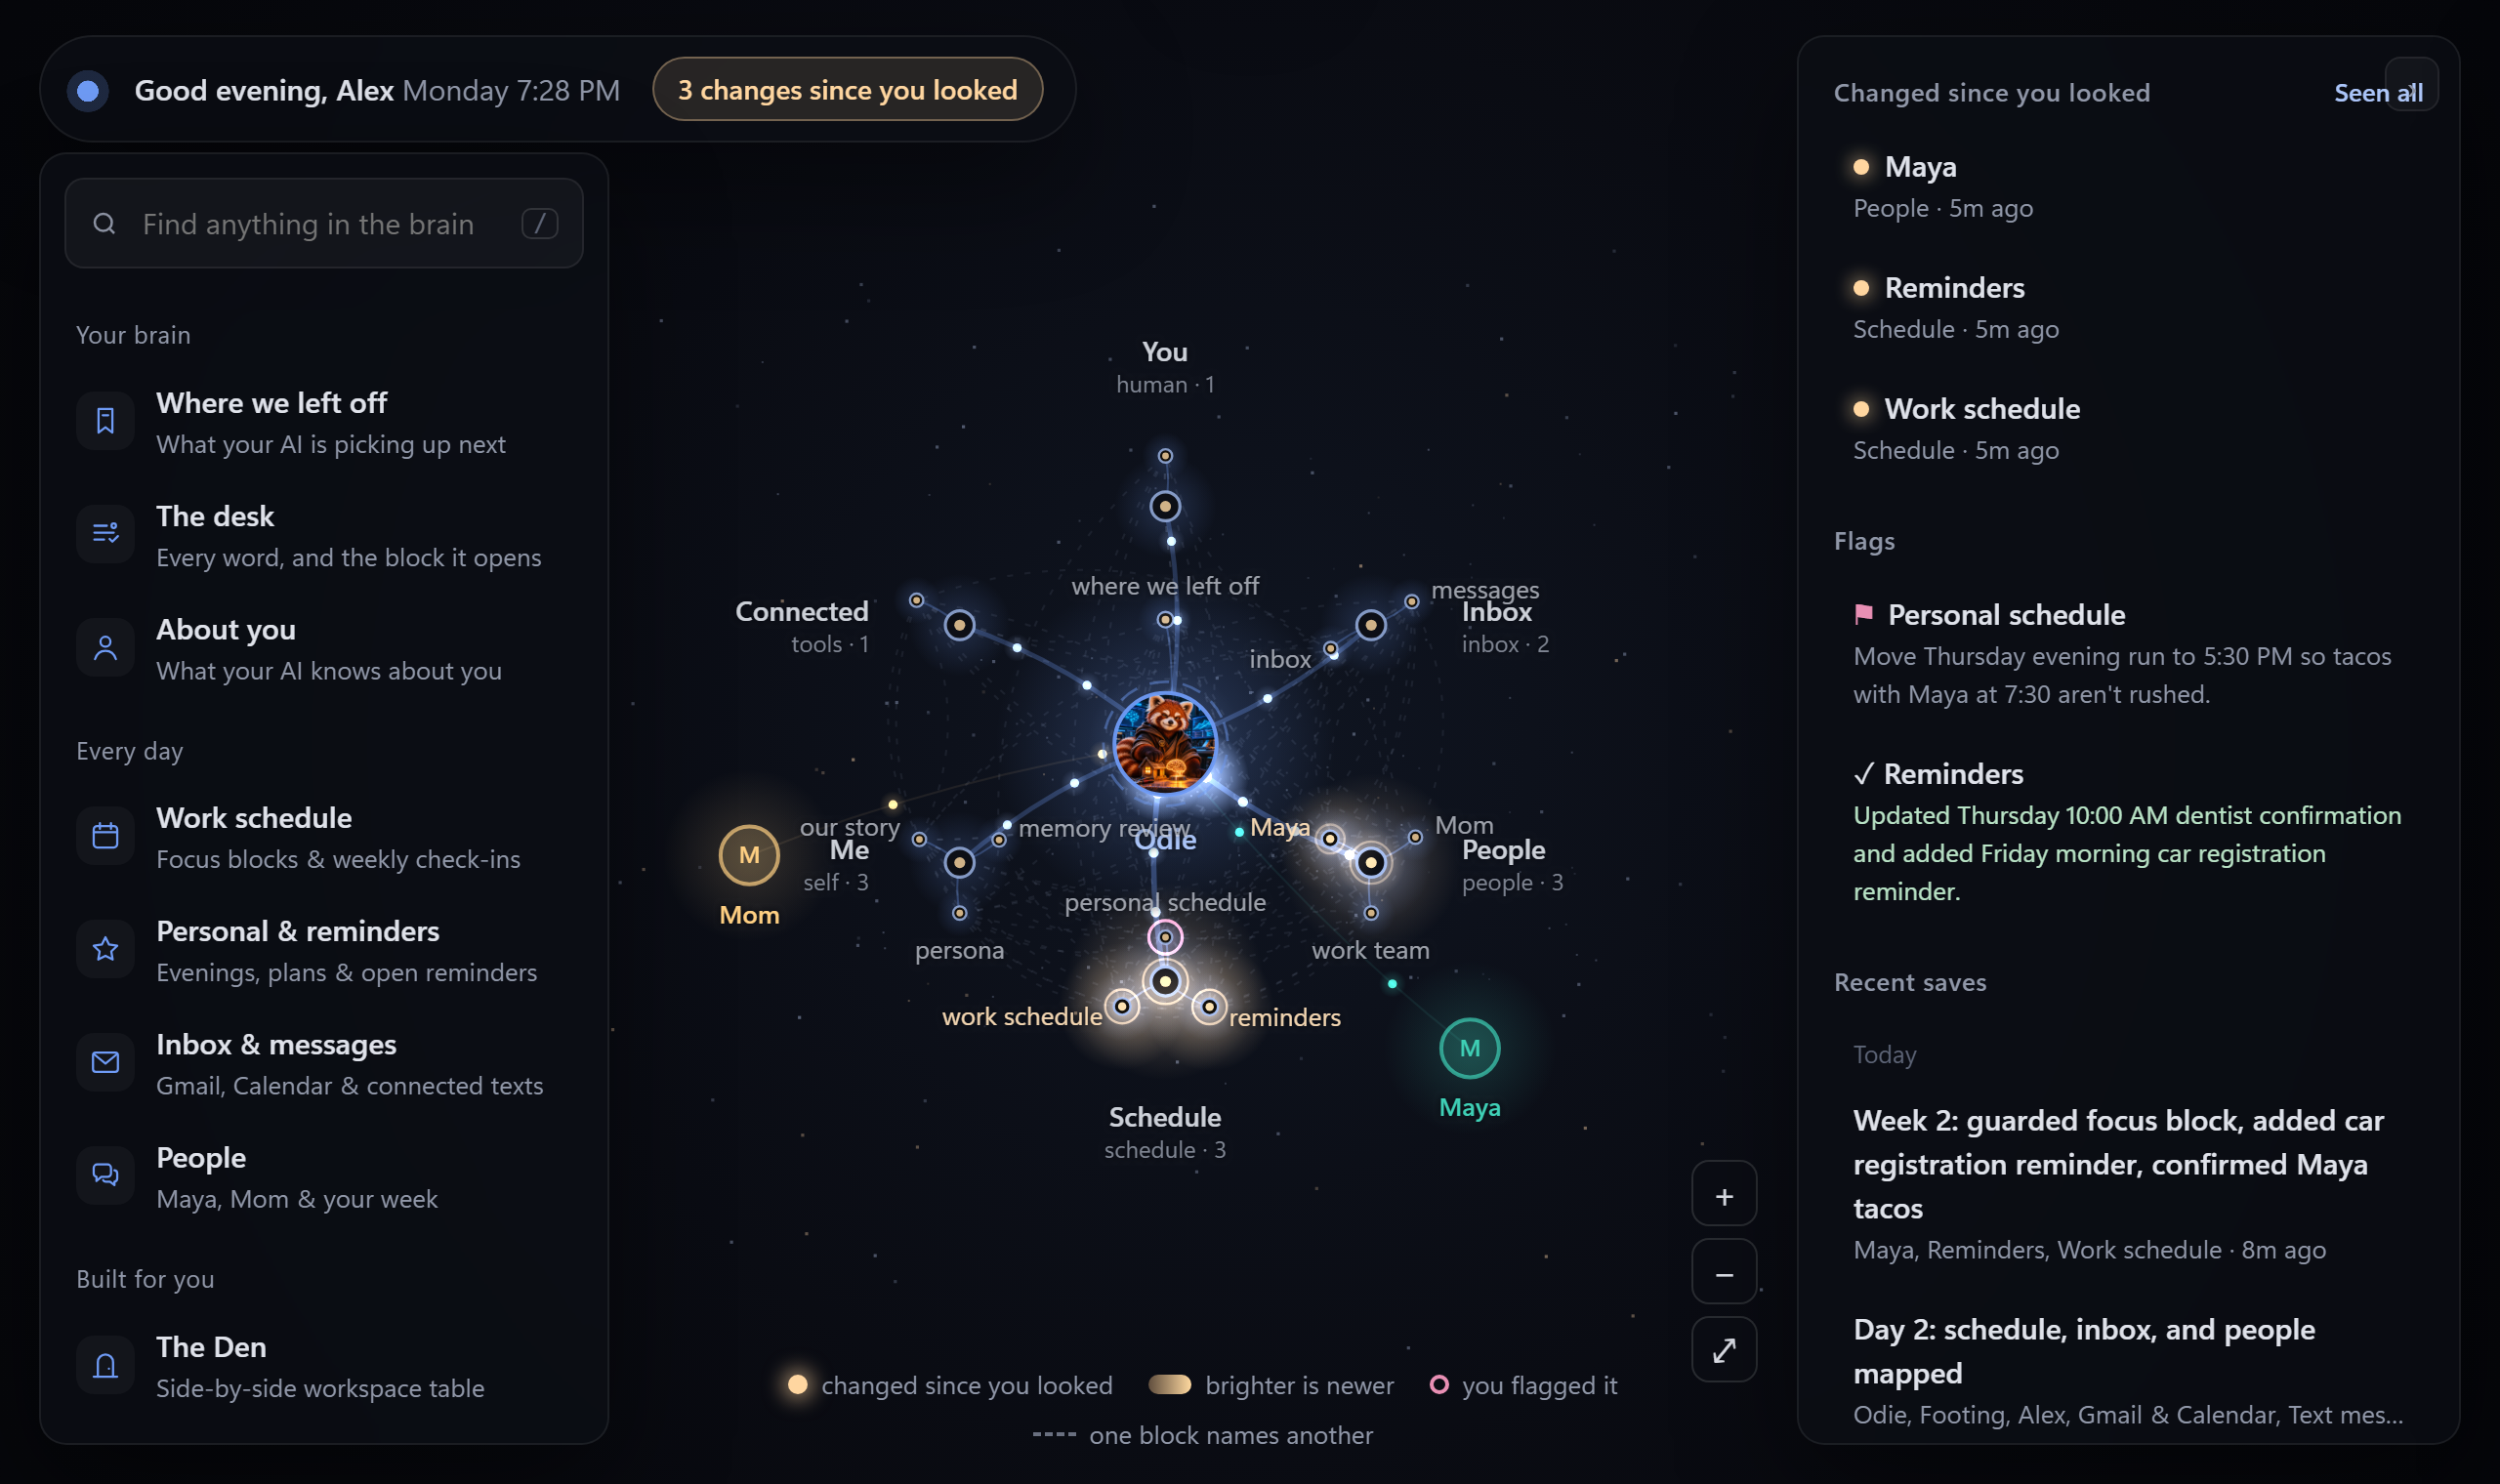 Good evening, Alex Monday 7:28 PM
3 changes since you looked
Find anything in the brain
/
Your brain
Where we left off
What your AI is picking up next
The desk
Every word, and the block it opens
About you
What your AI knows about you
Every day
Work schedule
Focus blocks & weekly check-ins
Personal & reminders
Evenings, plans & open reminders
Inbox & messages
Gmail, Calendar & connected texts
People
Maya, Mom & your week
Built for you
The Den
Side-by-side workspace table
You
human · 1
where we left off
Connected
tools · 1
messages
Inbox
inbox · 2
inbox
our story
Me
self · 3
memory review
Odie
Maya
Mom
People
people · 3
M
Mom
personal schedule
persona
work team
work schedule
reminders
M
Maya
Schedule
schedule · 3
+
−
changed since you looked
brighter is newer
you flagged it
one block names another
Changed since you looked
Seen all
Maya
People · 5m ago
Reminders
Schedule · 5m ago
Work schedule
Schedule · 5m ago
Flags
Personal schedule
Move Thursday evening run to 5:30 PM so tacos
with Maya at 7:30 aren't rushed.
✓ Reminders
Updated Thursday 10:00 AM dentist confirmation
and added Friday morning car registration
reminder.
Recent saves
Today
Week 2: guarded focus block, added car
registration reminder, confirmed Maya
tacos
Maya, Reminders, Work schedule · 8m ago
Day 2: schedule, inbox, and people
mapped
Odie, Footing, Alex, Gmail & Calendar, Text mes...